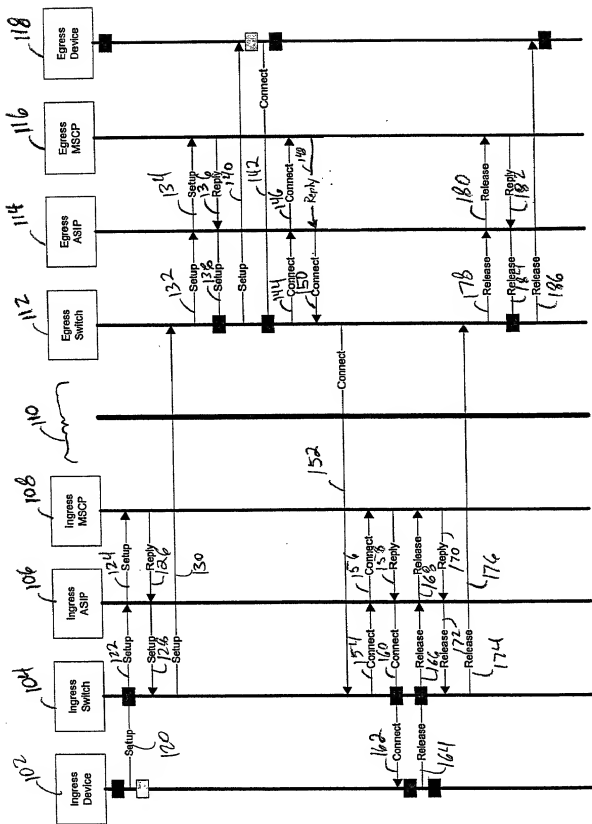 102
104
106
108
110
112
114
116
118
Ingress
Device
Ingress
Switch
Ingress
ASIP
Ingress
MSCP
Egress
Switch
Egress
ASIP
Egress
MSCP
Egress
Device
120
Setup
122
Setup
124
Setup
Reply
126
Setup
128
Setup
130
132
Setup
134
Setup
Reply
136
Setup
138
Setup
140
Connect
142
144
Connect
146
Connect
Reply
148
Connect
150
Connect
152
154
Connect
156
Connect
Reply
158
Connect
160
Connect
162
Release
164
Release
166
Release
168
Reply
170
Release
172
Release
174
176
178
Release
180
Release
Reply
182
Release
184
Release
186